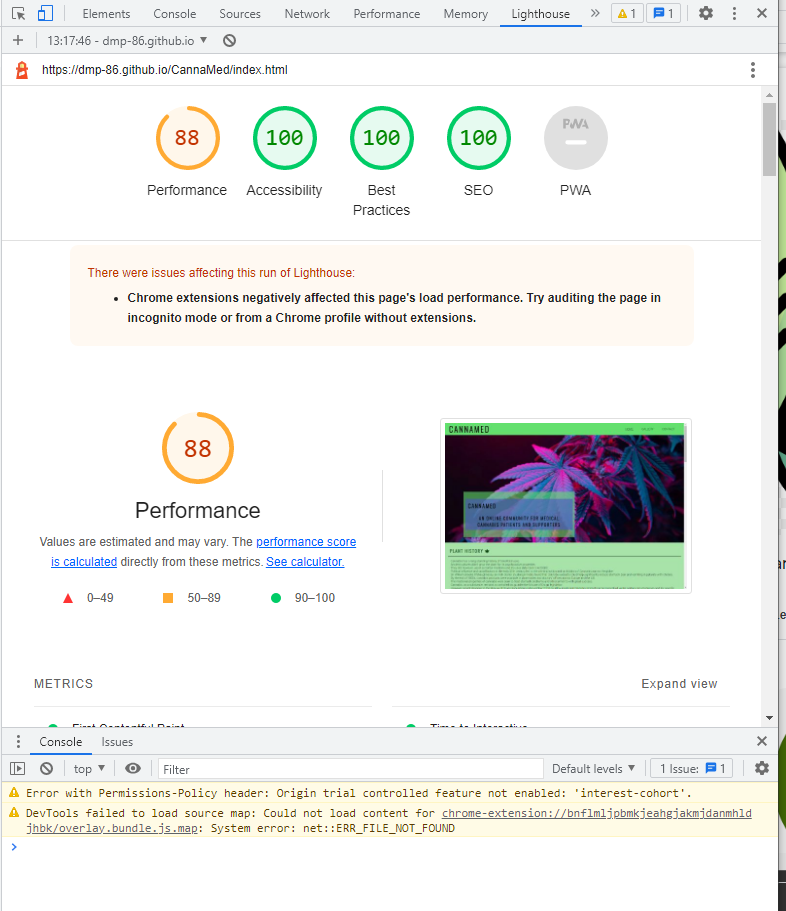 Elements Console Sources Network Performance Memory Lighthouse » 1 1
+ 13:17:46 - dmp-86.github.io
https://dmp-86.github.io/CannaMed/index.html
88 100 100 100 PWA
Performance Accessibility Best Practices SEO PWA
There were issues affecting this run of Lighthouse:
• Chrome extensions negatively affected this page's load performance. Try auditing the page in
incognito mode or from a Chrome profile without extensions.
88
Performance
Values are estimated and may vary. The performance score
is calculated directly from these metrics. See calculator.
0–49 50–89 90–100
CANNAMED
CANNAMED
AN ONLINE COMMUNITY FOR MEDICAL
CANNABIS PATIENTS AND SUPPORTERS
PLANT HISTORY
METRICS Expand view
First Contentful Paint Time to Interactive
Console Issues
top Filter Default levels 1 Issue: 1
Error with Permissions-Policy header: Origin trial controlled feature not enabled: 'interest-cohort'.
DevTools failed to load source map: Could not load content for chrome-extension://bnflmljpbmkjeahgjakmjdanmhld
jhbk/overlay.bundle.js.map: System error: net::ERR_FILE_NOT_FOUND